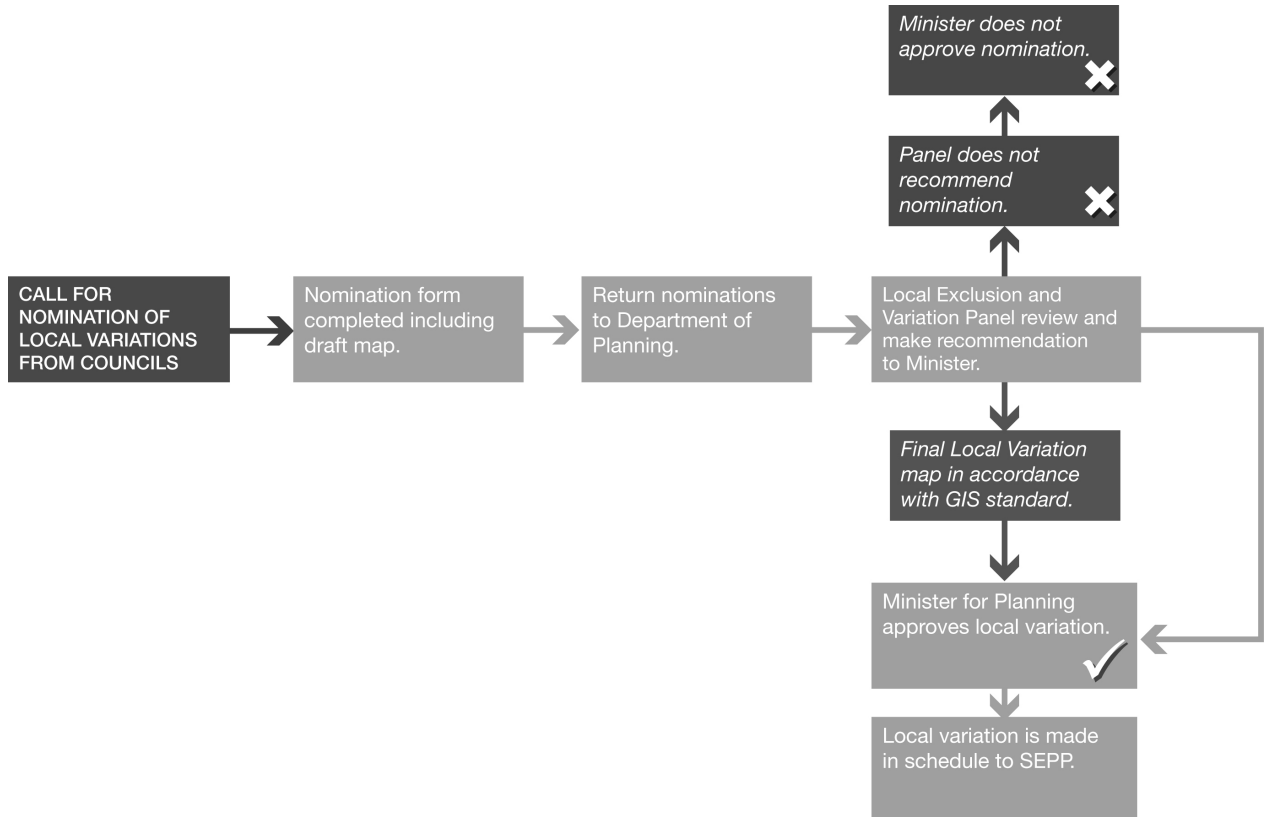 Minister does not
approve nomination.
Panel does not
recommend
nomination.
CALL FOR
NOMINATION OF
LOCAL VARIATIONS
FROM COUNCILS
Nomination form
completed including
draft map.
Return nominations
to Department of
Planning.
Local Exclusion and
Variation Panel review and
make recommendation
to Minister.
Final Local Variation
map in accordance
with GIS standard.
Minister for Planning
approves local variation.
Local variation is made
in schedule to SEPP.